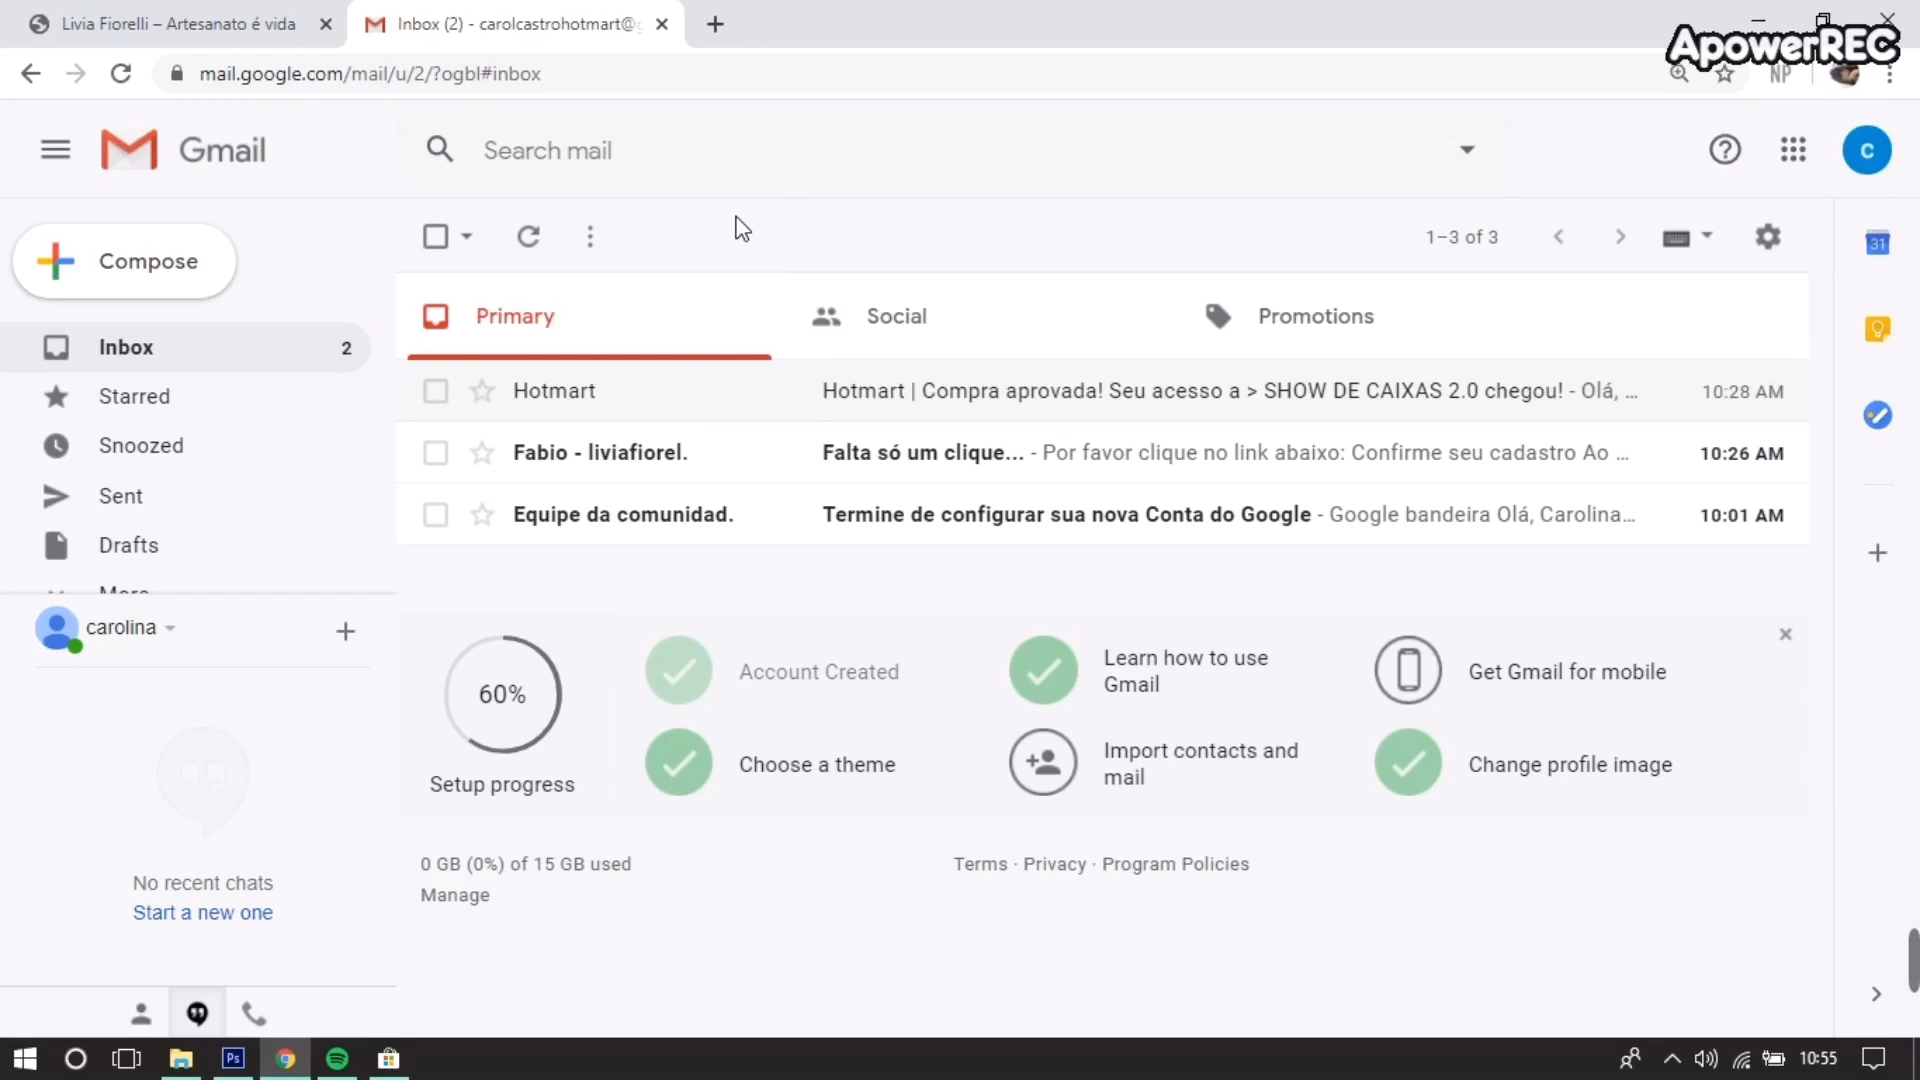 Livia Fiorelli – Artesanato é vida
Inbox (2) - carolcastrohotmart@g
ApowerREC
mail.google.com/mail/u/2/?ogbl#inbox
NP
Gmail
Search mail
c
Compose
1–3 of 3
31
Primary
Social
Promotions
Inbox 2
Hotmart Hotmart | Compra aprovada! Seu acesso a > SHOW DE CAIXAS 2.0 chegou! - Olá, ... 10:28 AM
Starred
Fabio - liviafiorel. Falta só um clique... - Por favor clique no link abaixo: Confirme seu cadastro Ao ... 10:26 AM
Snoozed
Equipe da comunidad. Termine de configurar sua nova Conta do Google - Google bandeira Olá, Carolina... 10:01 AM
Sent
Drafts
More
carolina
60%
Setup progress
Account Created
Learn how to use
Gmail
Get Gmail for mobile
Choose a theme
Import contacts and
mail
Change profile image
0 GB (0%) of 15 GB used
Manage
Terms · Privacy · Program Policies
No recent chats
Start a new one
Ps
10:55